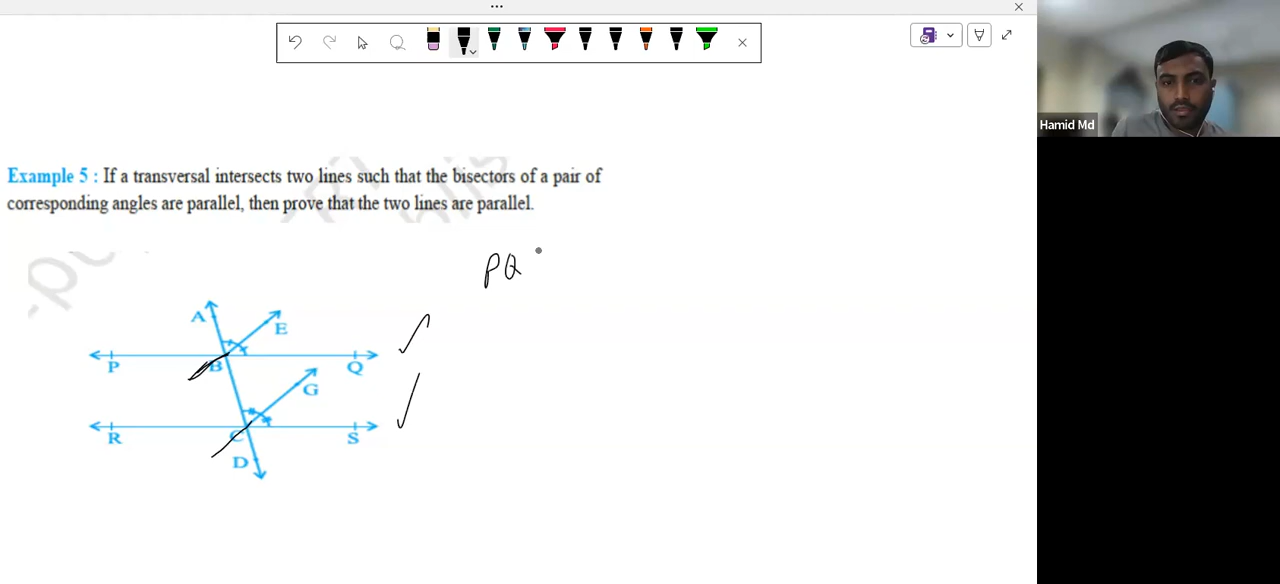 Hamid Md
Example 5 : If a transversal intersects two lines such that the bisectors of a pair of
corresponding angles are parallel, then prove that the two lines are parallel.
PQ
A
E
P
B
Q
G
R
C
S
D